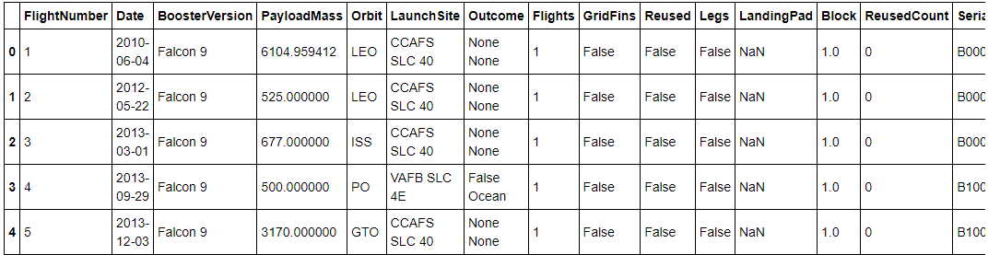 FlightNumber Date BoosterVersion PayloadMass Orbit LaunchSite Outcome Flights GridFins Reused Legs LandingPad Block ReusedCount Seria
0 1 2010-06-04 Falcon 9 6104.959412 LEO CCAFS SLC 40 None None 1 False False False NaN 1.0 0 B000
1 2 2012-05-22 Falcon 9 525.000000 LEO CCAFS SLC 40 None None 1 False False False NaN 1.0 0 B000
2 3 2013-03-01 Falcon 9 677.000000 ISS CCAFS SLC 40 None None 1 False False False NaN 1.0 0 B000
3 4 2013-09-29 Falcon 9 500.000000 PO VAFB SLC 4E False Ocean 1 False False False NaN 1.0 0 B100
4 5 2013-12-03 Falcon 9 3170.000000 GTO CCAFS SLC 40 None None 1 False False False NaN 1.0 0 B100